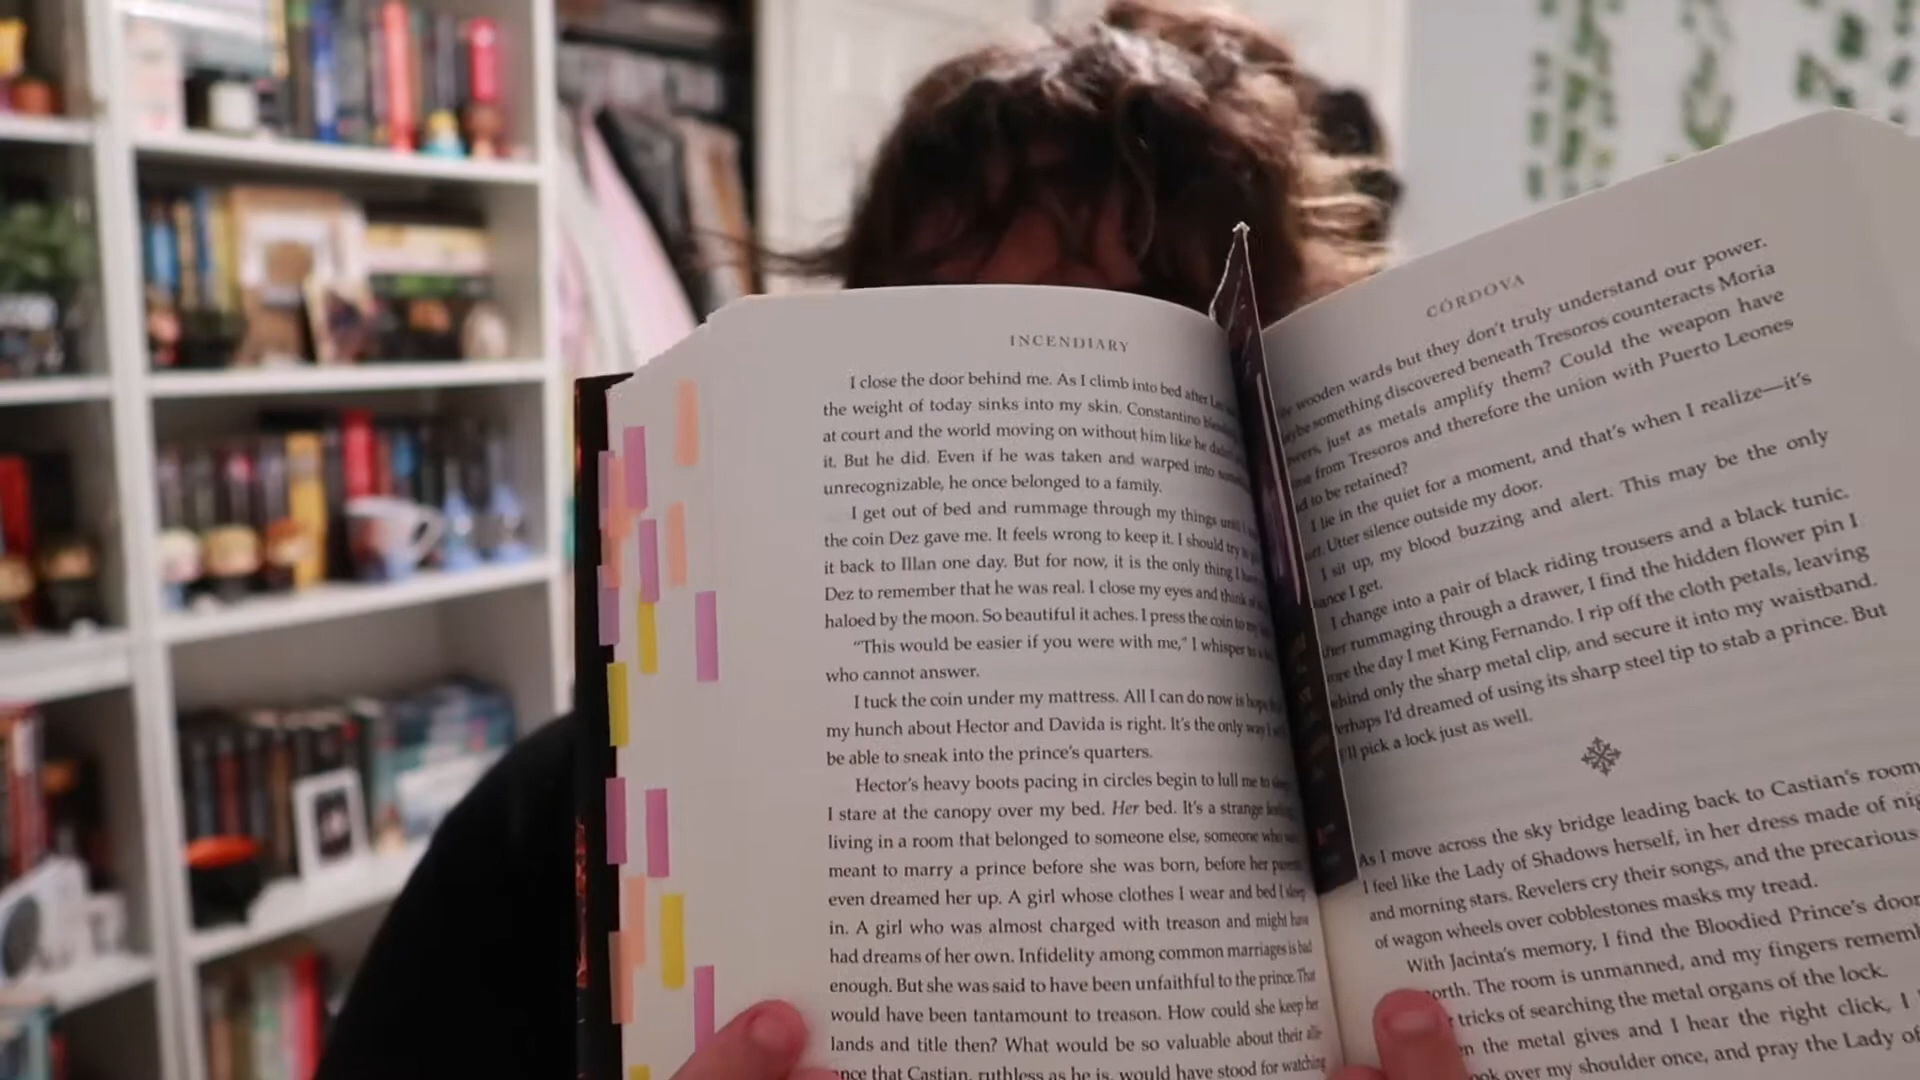 INCENDIARY
I close the door behind me. As I climb into bed after
the weight of today sinks into my skin. Constantino
at court and the world moving on without him like he
it. But he did. Even if he was taken and warped into
unrecognizable, he once belonged to a family.
I get out of bed and rummage through my things
the coin Dez gave me. It feels wrong to keep it. I should try
it back to Illan one day. But for now, it is the only thing I
Dez to remember that he was real. I close my eyes and think
haloed by the moon. So beautiful it aches. I press the coin to
“This would be easier if you were with me,” I whisper
who cannot answer.
I tuck the coin under my mattress. All I can do now is hope
my hunch about Hector and Davida is right. It’s the only way I
be able to sneak into the prince’s quarters.
Hector’s heavy boots pacing in circles begin to lull me to
I stare at the canopy over my bed. Her bed. It’s a strange
living in a room that belonged to someone else, someone who
meant to marry a prince before she was born, before her
even dreamed her up. A girl whose clothes I wear and bed I sleep
in. A girl who was almost charged with treason and might have
had dreams of her own. Infidelity among common marriages is bad
enough. But she was said to have been unfaithful to the prince. That
would have been tantamount to treason. How could she keep her
lands and title then? What would be so valuable about their alli-
ance that Castian, ruthless as he is, would have stood for watching
CÓRDOVA
wooden wards but they don’t truly understand our power.
something discovered beneath Tresoros counteracts Moria
just as metals amplify them? Could the weapon have
from Tresoros and therefore the union with Puerto Leones
to be retained?
I lie in the quiet for a moment, and that’s when I realize—it’s
Utter silence outside my door.
I sit up, my blood buzzing and alert. This may be the only
I get.
I change into a pair of black riding trousers and a black tunic.
rummaging through a drawer, I find the hidden flower pin I
the day I met King Fernando. I rip off the cloth petals, leaving
only the sharp metal clip, and secure it into my waistband.
I’d dreamed of using its sharp steel tip to stab a prince. But
pick a lock just as well.
As I move across the sky bridge leading back to Castian’s room
I feel like the Lady of Shadows herself, in her dress made of
and morning stars. Revelers cry their songs, and the precarious
of wagon wheels over cobblestones masks my tread.
With Jacinta’s memory, I find the Bloodied Prince’s door
The room is unmanned, and my fingers
tricks of searching the metal organs of the lock.
the metal gives and I hear the right click, I
over my shoulder once, and pray the Lady of